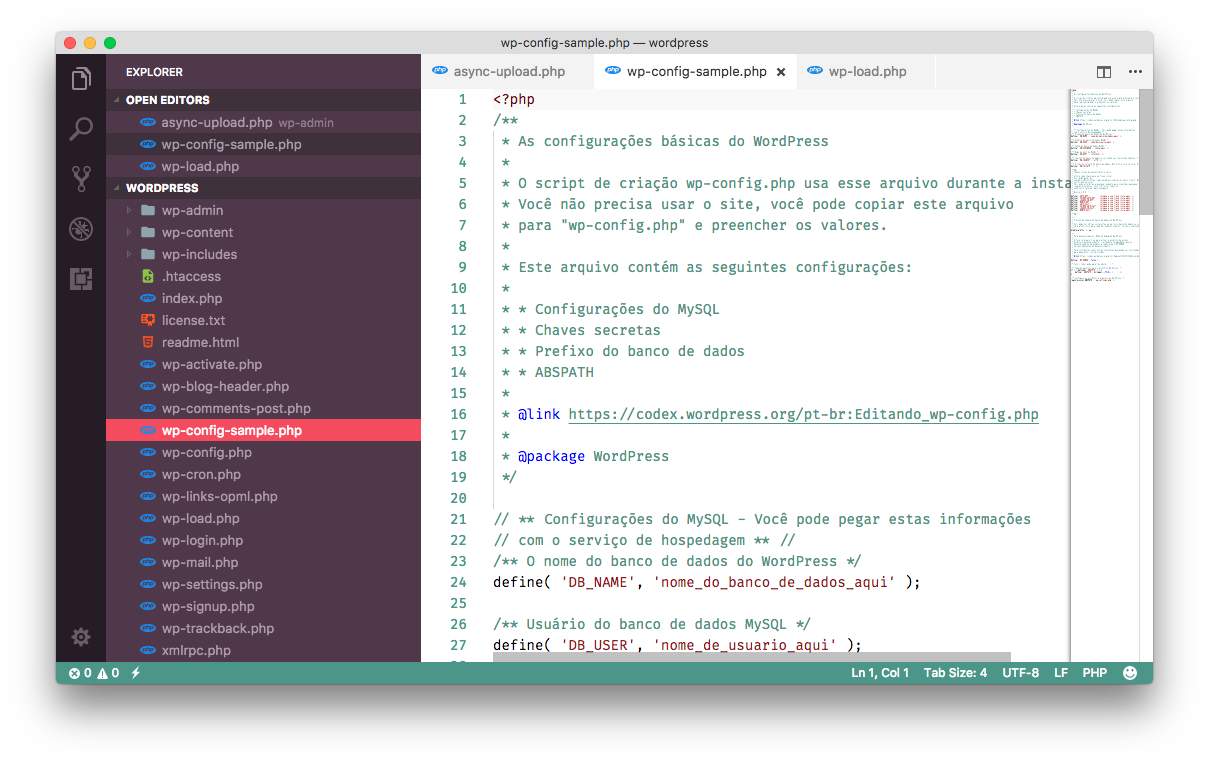 wp-config-sample.php — wordpress
EXPLORER
OPEN EDITORS
async-upload.php wp-admin
wp-config-sample.php
wp-load.php
WORDPRESS
wp-admin
wp-content
wp-includes
.htaccess
index.php
license.txt
readme.html
wp-activate.php
wp-blog-header.php
wp-comments-post.php
wp-config-sample.php
wp-config.php
wp-cron.php
wp-links-opml.php
wp-load.php
wp-login.php
wp-mail.php
wp-settings.php
wp-signup.php
wp-trackback.php
xmlrpc.php
async-upload.php wp-config-sample.php × wp-load.php
1 <?php
2 /**
3 * As configurações básicas do WordPress
4 *
5 * O script de criação wp-config.php usa esse arquivo durante a insta
6 * Você não precisa usar o site, você pode copiar este arquivo
7 * para "wp-config.php" e preencher os valores.
8 *
9 * Este arquivo contém as seguintes configurações:
10 *
11 * * Configurações do MySQL
12 * * Chaves secretas
13 * * Prefixo do banco de dados
14 * * ABSPATH
15 *
16 * @link https://codex.wordpress.org/pt-br:Editando_wp-config.php
17 *
18 * @package WordPress
19 */
20
21 // ** Configurações do MySQL - Você pode pegar estas informações
22 // com o serviço de hospedagem ** //
23 /** O nome do banco de dados do WordPress */
24 define( 'DB_NAME', 'nome_do_banco_de_dados_aqui' );
25
26 /** Usuário do banco de dados MySQL */
27 define( 'DB_USER', 'nome_de_usuario_aqui' );
0 0 Ln 1, Col 1 Tab Size: 4 UTF-8 LF PHP